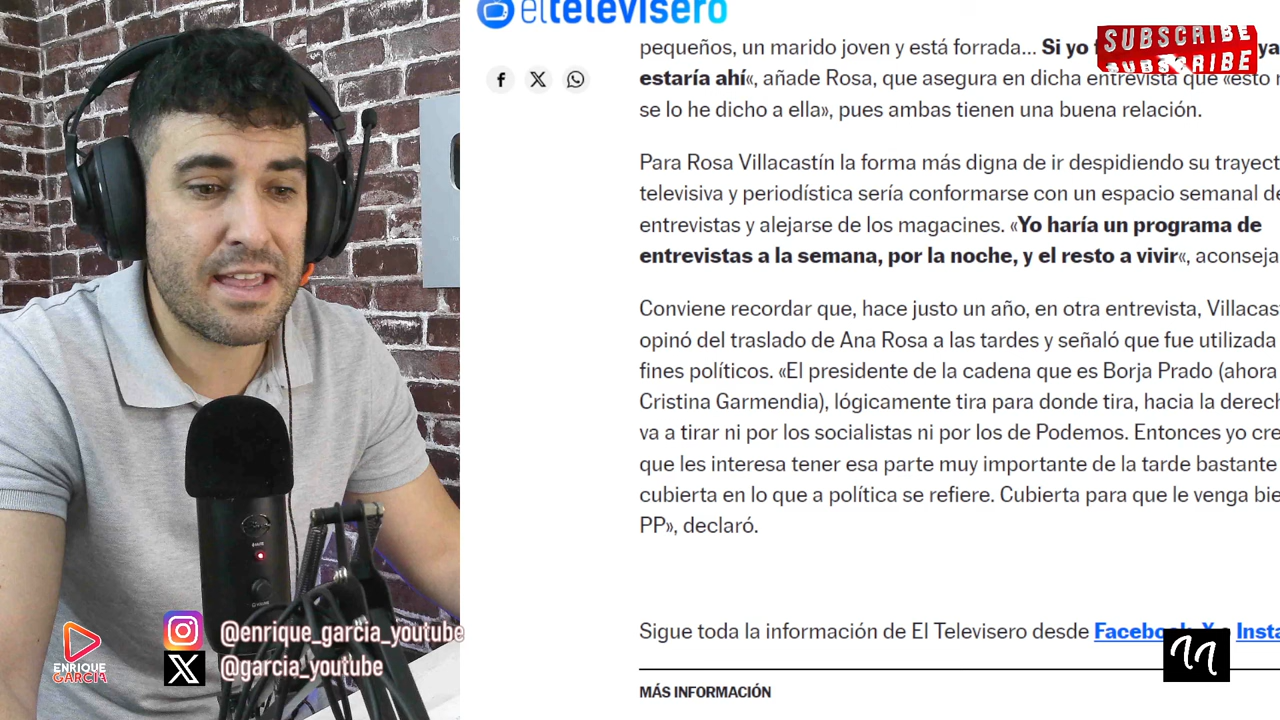 eltelevisero
SUBSCRIBE
SUBSCRIBE
pequeños, un marido joven y está forrada... Si yo
estaría ahí«, añade Rosa, que asegura en dicha entrevista que «esto
se lo he dicho a ella», pues ambas tienen una buena relación.
Para Rosa Villacastín la forma más digna de ir despidiendo su
televisiva y periodística sería conformarse con un espacio semanal
entrevistas y alejarse de los magacines. «Yo haría un programa de
entrevistas a la semana, por la noche, y el resto a vivir«, aconseja
Conviene recordar que, hace justo un año, en otra entrevista,
opinó del traslado de Ana Rosa a las tardes y señaló que fue utilizada
fines políticos. «El presidente de la cadena que es Borja Prado (ahora
Cristina Garmendia), lógicamente tira para donde tira, hacia la
va a tirar ni por los socialistas ni por los de Podemos. Entonces yo
que les interesa tener esa parte muy importante de la tarde bastante
cubierta en lo que a política se refiere. Cubierta para que le venga
PP», declaró.
Sigue toda la información de El Televisero desde Facebook, X
MÁS INFORMACIÓN
ENRIQUE
GARCIA
@enrique_garcia_youtube
@garcia_youtube